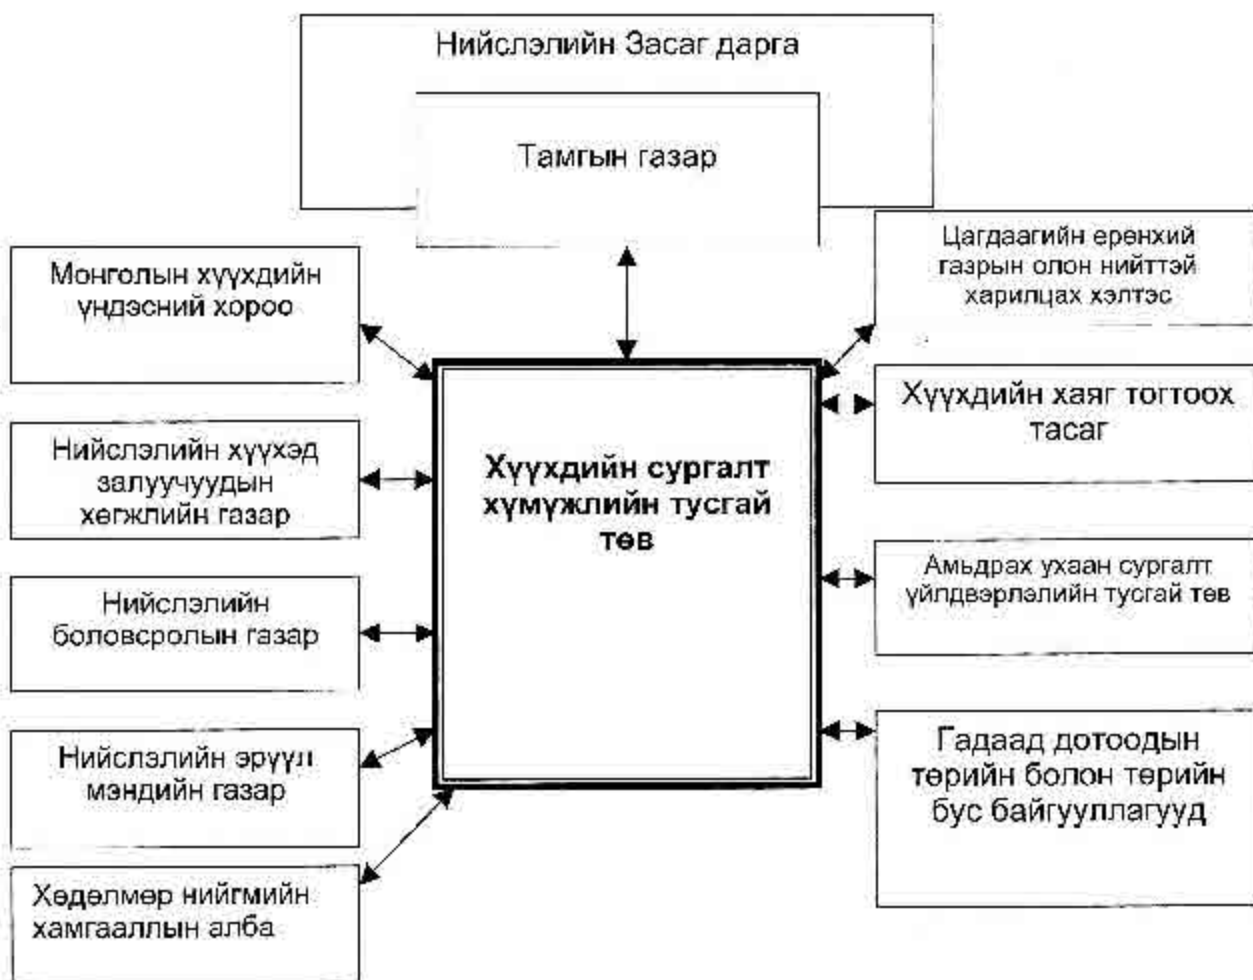 Нийслэлийн Засаг дарга
Тамгын газар
Монголын хүүхдийн
үндэсний хороо
Нийслэлийн хүүхэд
залуучуудын
хөгжлийн газар
Нийслэлийн
боловсролын газар
Нийслэлийн эрүүл
мэндийн газар
Хөдөлмөр нийгмийн
хамгааллын алба
Хүүхдийн сургалт
хүмүжлийн тусгай
төв
Цагдаагийн ерөнхий
газрын олон нийттэй
харилцах хэлтэс
Хүүхдийн хаяг тогтоох
тасаг
Амьдрах ухаан сургалт
үйлдвэрлэлийн тусгай төв
Гадаад дотоодын
төрийн болон төрийн
бус байгууллагууд